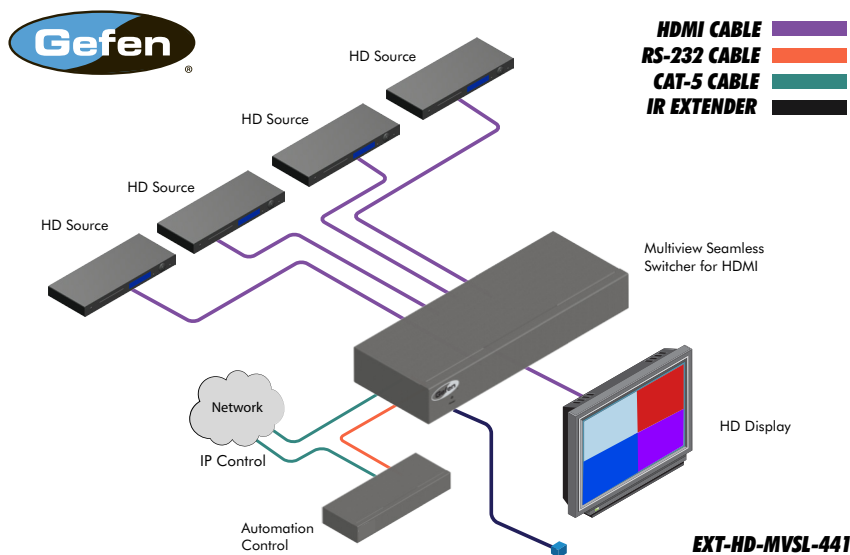 Gefen
®
HDMI CABLE
RS-232 CABLE
CAT-5 CABLE
IR EXTENDER
HD Source
HD Source
HD Source
HD Source
Multiview Seamless
Switcher for HDMI
Network
IP Control
HD Display
Automation
Control
EXT-HD-MVSL-441